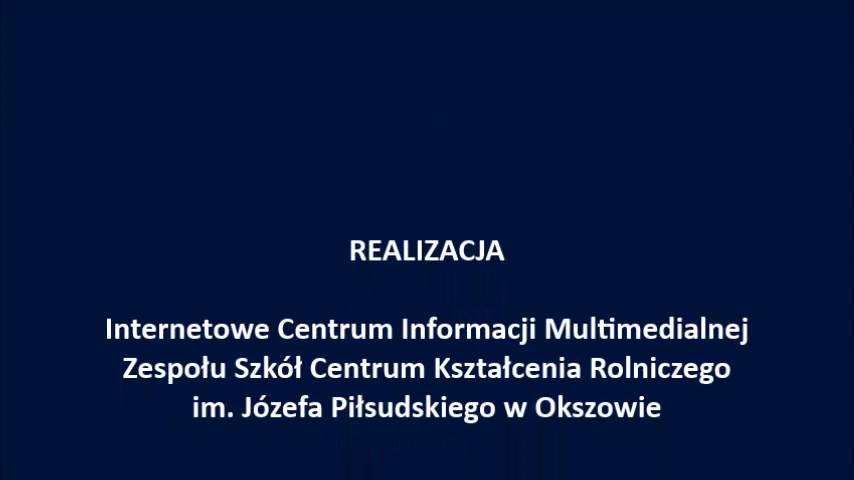 REALIZACJA
Internetowe Centrum Informacji Multimedialnej
Zespołu Szkół Centrum Kształcenia Rolniczego
im. Józefa Piłsudskiego w Okszowie